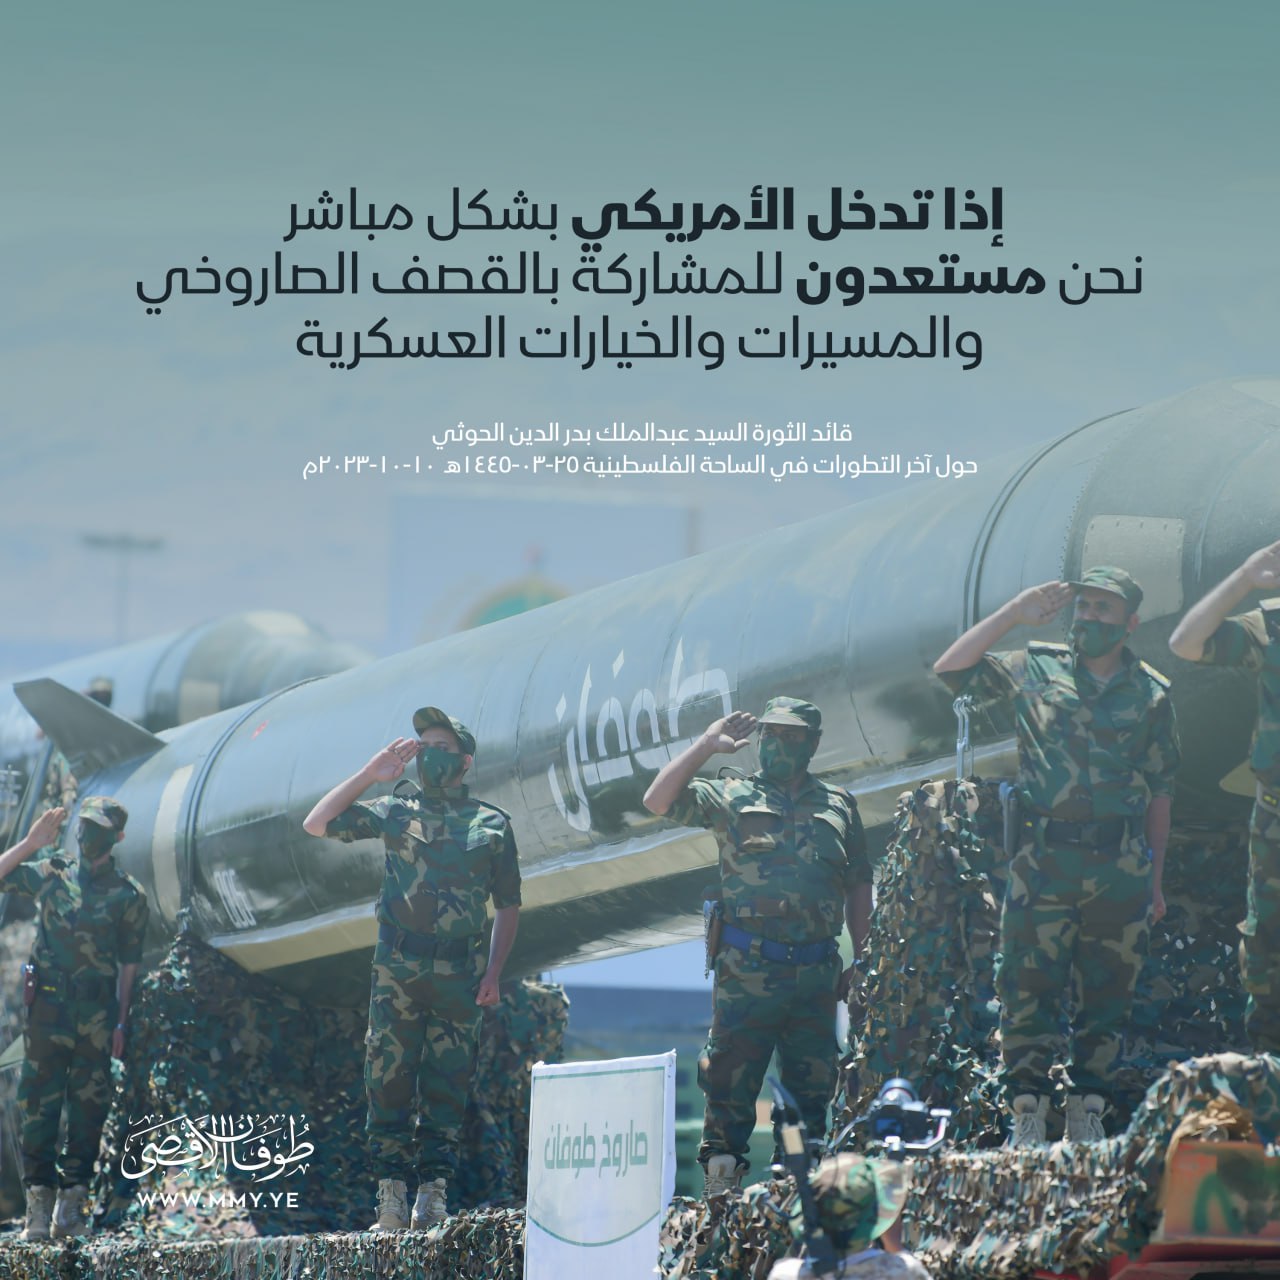 إذا تدخل الأمريكي بشكل مباشر
نحن مستعدون للمشاركة بالقصف الصاروخي
والمسيرات والخيارات العسكرية
قائد الثورة السيد عبدالملك بدر الدين الحوثي
حول آخر التطورات في الساحة الفلسطينية ٢٥-٠٣-١٤٤٥هـ ١٠-١٠-٢٠٢٣م
طوفان
صاروخ طوفان
طوفان الأقصى
WWW.MMY.YE